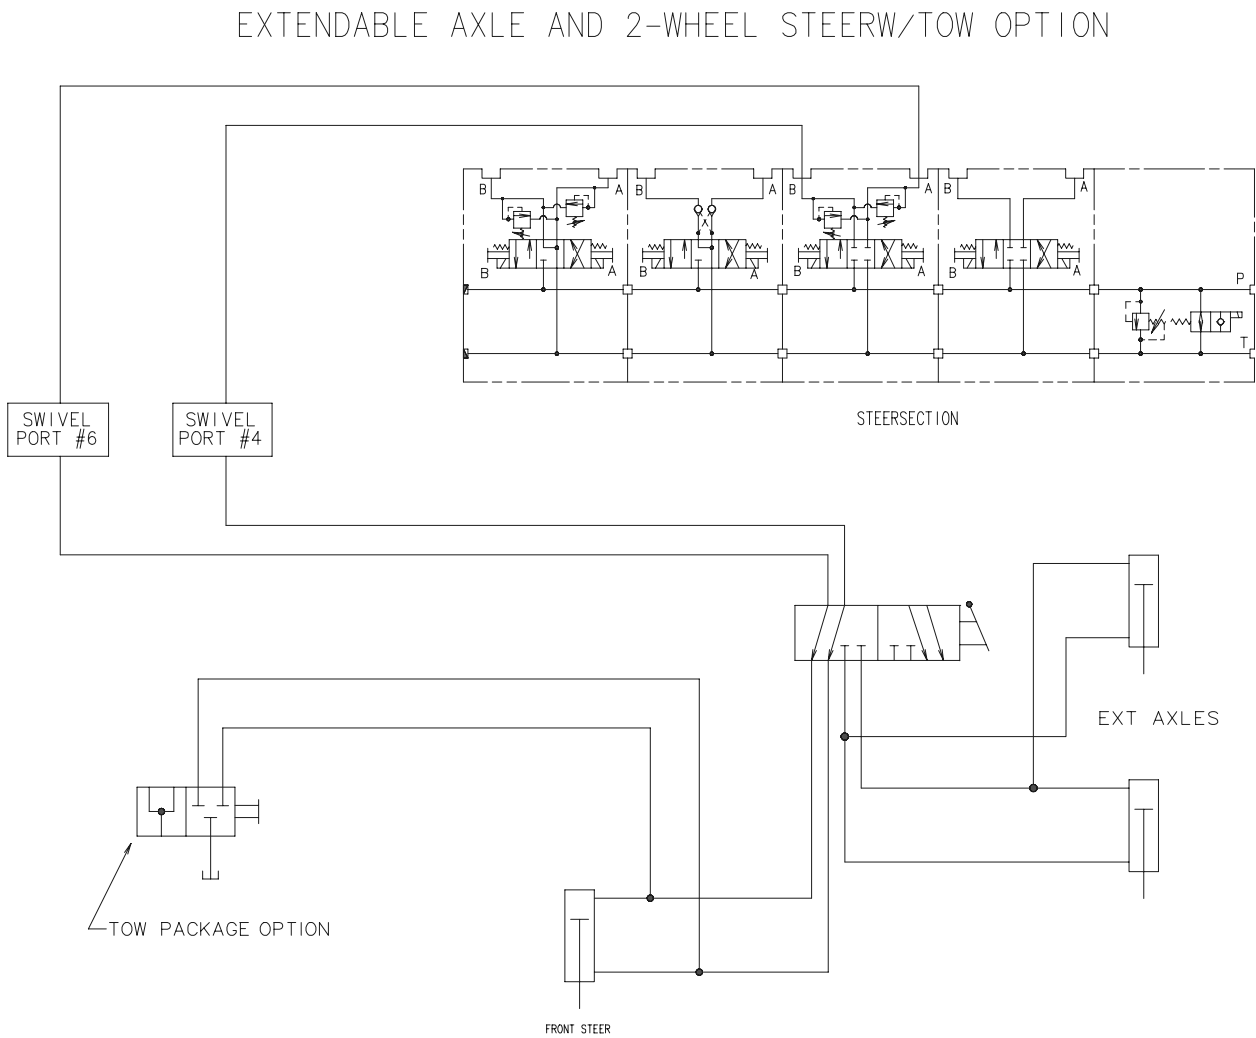 EXTENDABLE AXLE AND 2-WHEEL STEERW/TOW OPTION
B A B A B A B A
B A B A B A B A
P
T
STEERSECTION
SWIVEL
PORT #6
SWIVEL
PORT #4
EXT AXLES
TOW PACKAGE OPTION
FRONT STEER